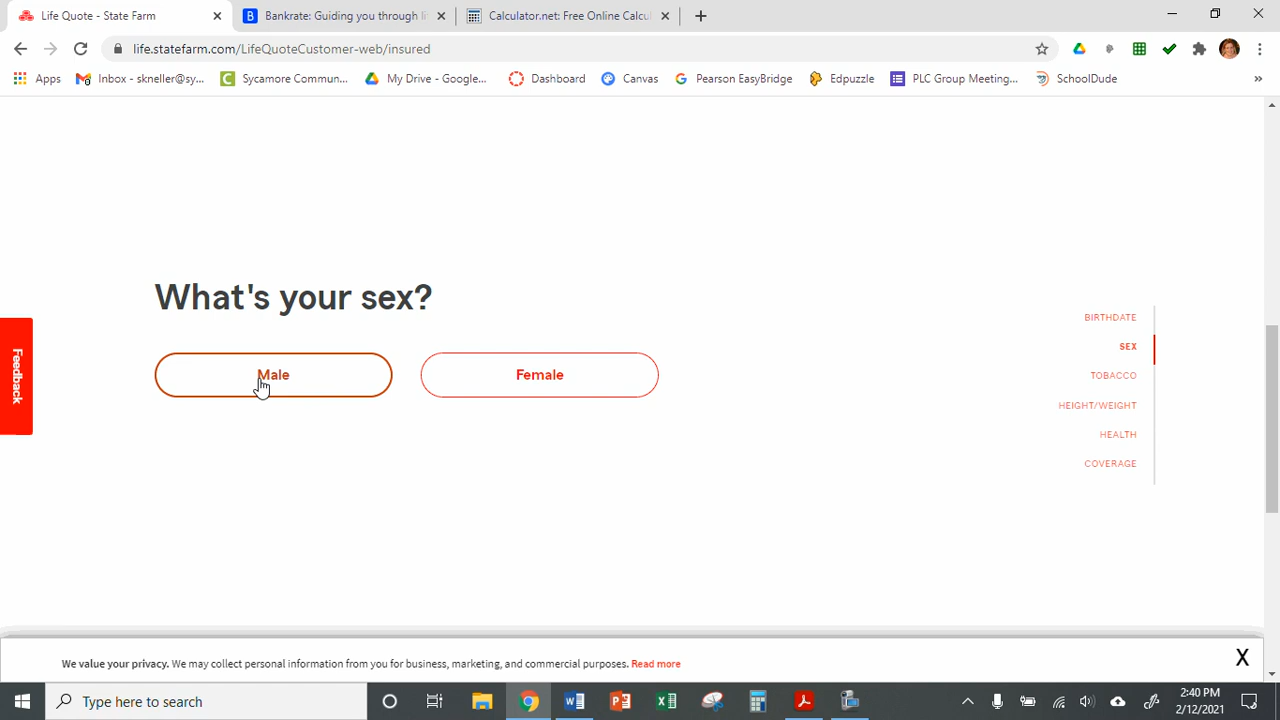 Life Quote - State Farm
Bankrate: Guiding you through li
Calculator.net: Free Online Calcu
life.statefarm.com/LifeQuoteCustomer-web/insured
Apps
Inbox - skneller@sy...
Sycamore Commun...
My Drive - Google...
Dashboard
Canvas
Pearson EasyBridge
Edpuzzle
PLC Group Meeting...
SchoolDude
»
What's your sex?
Male
Female
Feedback
BIRTHDATE
SEX
TOBACCO
HEIGHT/WEIGHT
HEALTH
COVERAGE
We value your privacy. We may collect personal information from you for business, marketing, and commercial purposes. Read more
X
Type here to search
2:40 PM
2/12/2021